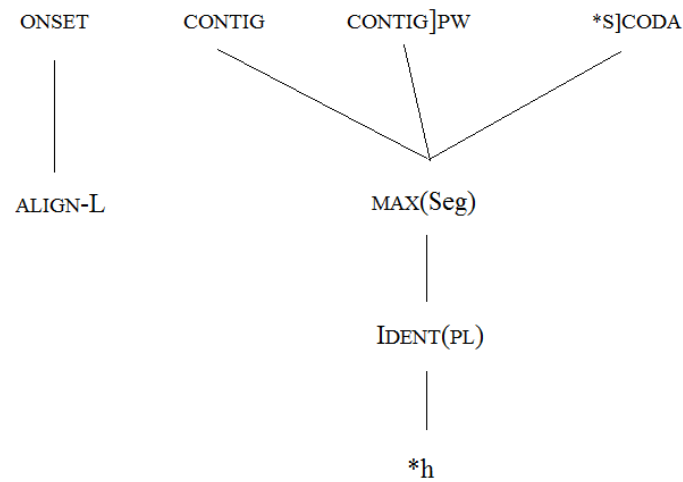 ONSET CONTIG CONTIG]PW *S]CODA
ALIGN-L MAX(Seg)
IDENT(PL)
*h